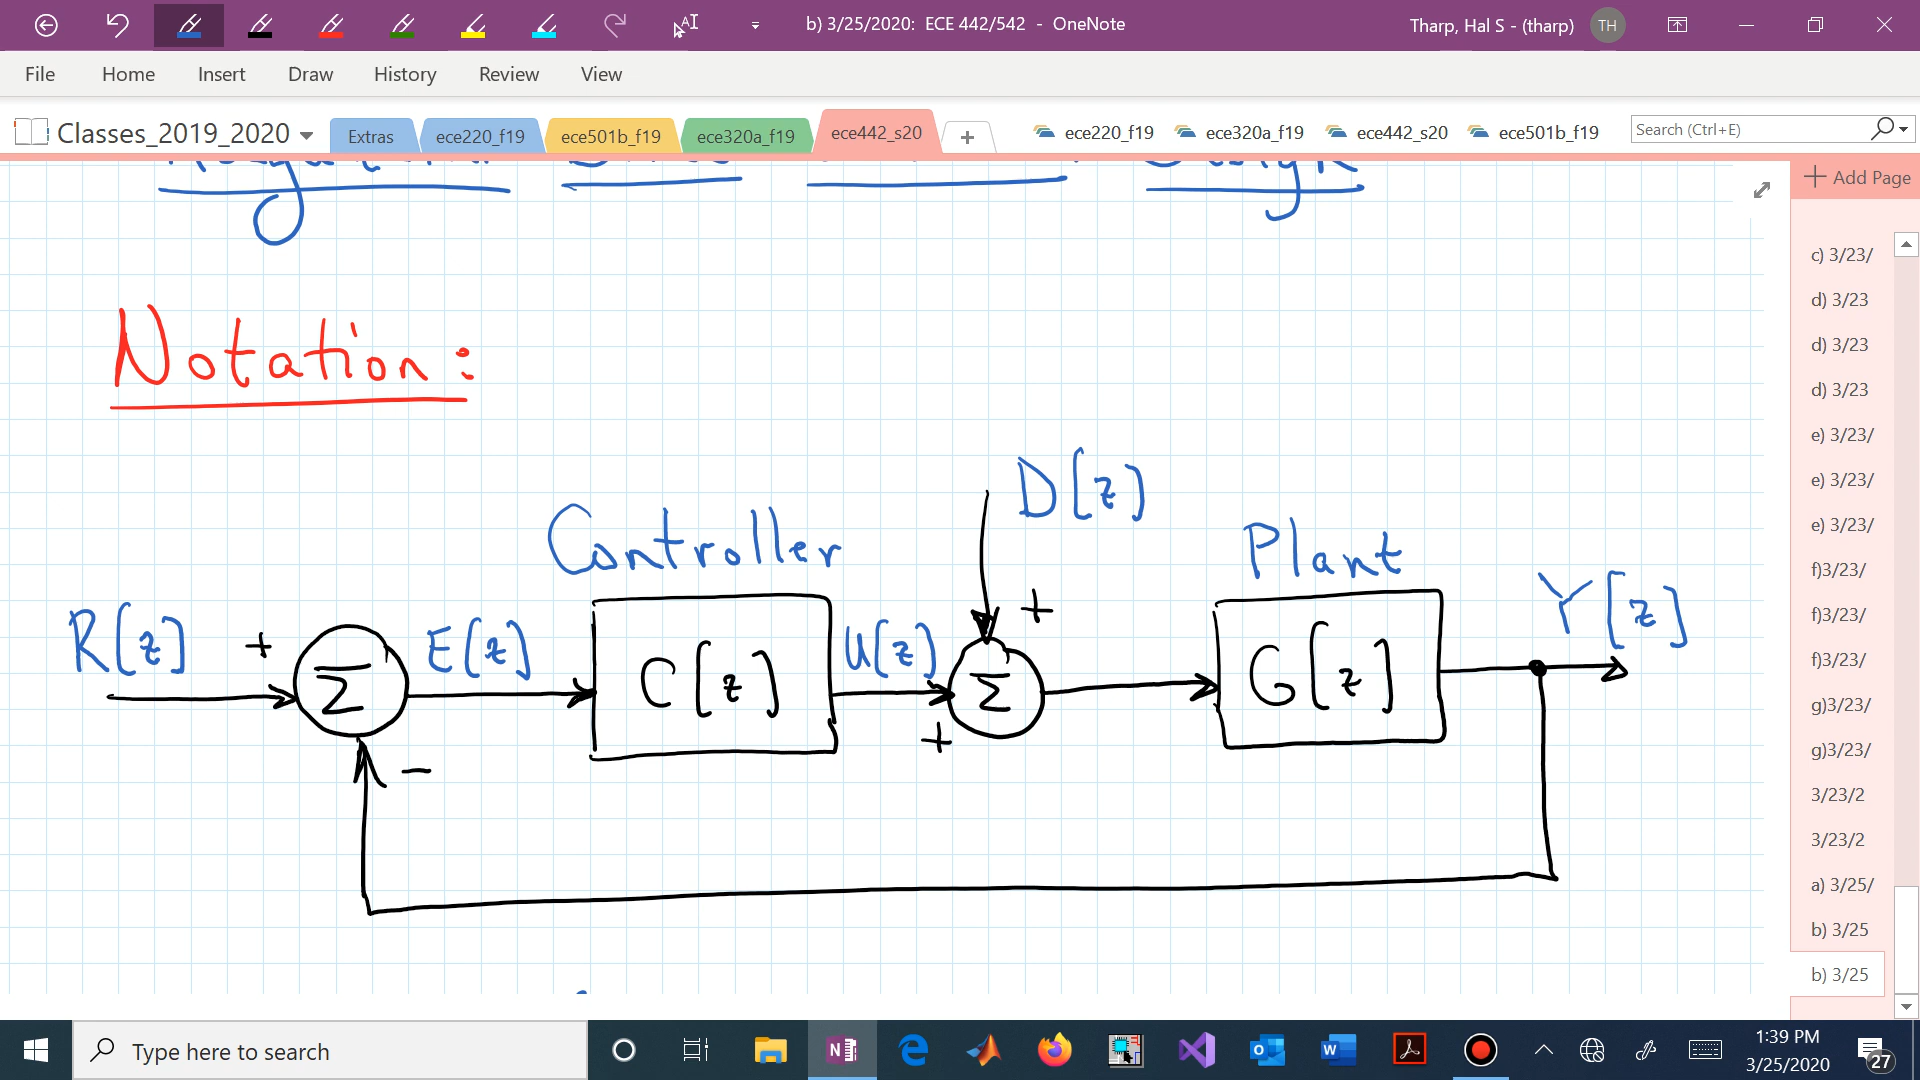 b) 3/25/2020: ECE 442/542 - OneNote
Tharp, Hal S - (tharp)
TH
File Home Insert Draw History Review View
Classes_2019_2020
Extras
ece220_f19
ece501b_f19
ece320a_f19
ece442_s20
+
ece220_f19
ece320a_f19
ece442_s20
ece501b_f19
Search (Ctrl+E)
Add Page
c) 3/23/
d) 3/23
d) 3/23
d) 3/23
e) 3/23/
e) 3/23/
e) 3/23/
f)3/23/
f)3/23/
f)3/23/
g)3/23/
g)3/23/
3/23/2
3/23/2
a) 3/25/
b) 3/25
b) 3/25
Notation:
D[z]
Controller
Plant
+
R[z] + Σ E[z] C[z] U[z] Σ G[z] Y[z]
+
-
Type here to search
1:39 PM
3/25/2020
27